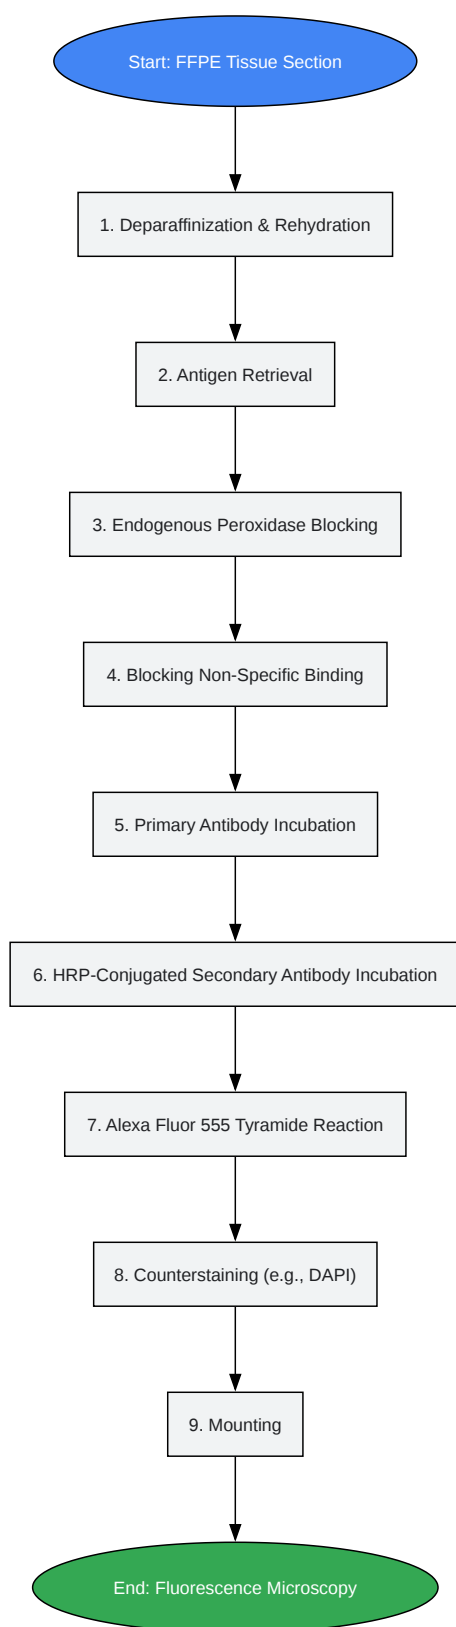 Start: FFPE Tissue Section
1. Deparaffinization & Rehydration
2. Antigen Retrieval
3. Endogenous Peroxidase Blocking
4. Blocking Non-Specific Binding
5. Primary Antibody Incubation
6. HRP-Conjugated Secondary Antibody Incubation
7. Alexa Fluor 555 Tyramide Reaction
8. Counterstaining (e.g., DAPI)
9. Mounting
End: Fluorescence Microscopy